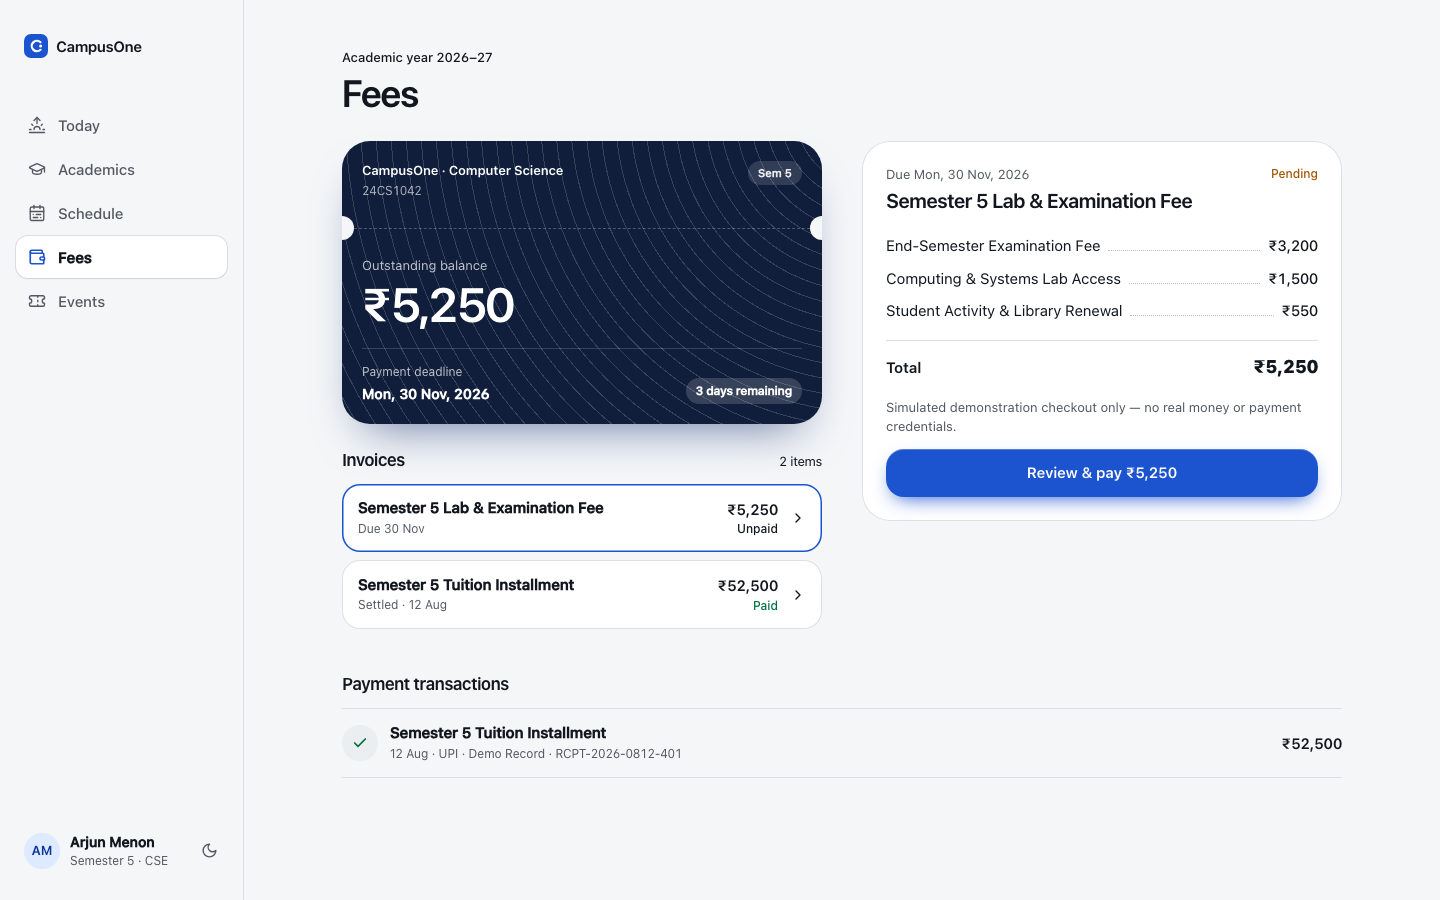 CampusOne
Today
Academics
Schedule
Fees
Events
AM
Arjun Menon
Semester 5 · CSE
Academic year 2026–27
Fees
CampusOne · Computer Science
24CS1042
Sem 5
Outstanding balance
₹5,250
Payment deadline
Mon, 30 Nov, 2026
3 days remaining
Invoices
2 items
Semester 5 Lab & Examination Fee
Due 30 Nov
₹5,250
Unpaid
Semester 5 Tuition Installment
Settled · 12 Aug
₹52,500
Paid
Due Mon, 30 Nov, 2026
Pending
Semester 5 Lab & Examination Fee
End-Semester Examination Fee ₹3,200
Computing & Systems Lab Access ₹1,500
Student Activity & Library Renewal ₹550
Total ₹5,250
Simulated demonstration checkout only — no real money or payment
credentials.
Review & pay ₹5,250
Payment transactions
Semester 5 Tuition Installment
12 Aug · UPI · Demo Record · RCPT-2026-0812-401
₹52,500